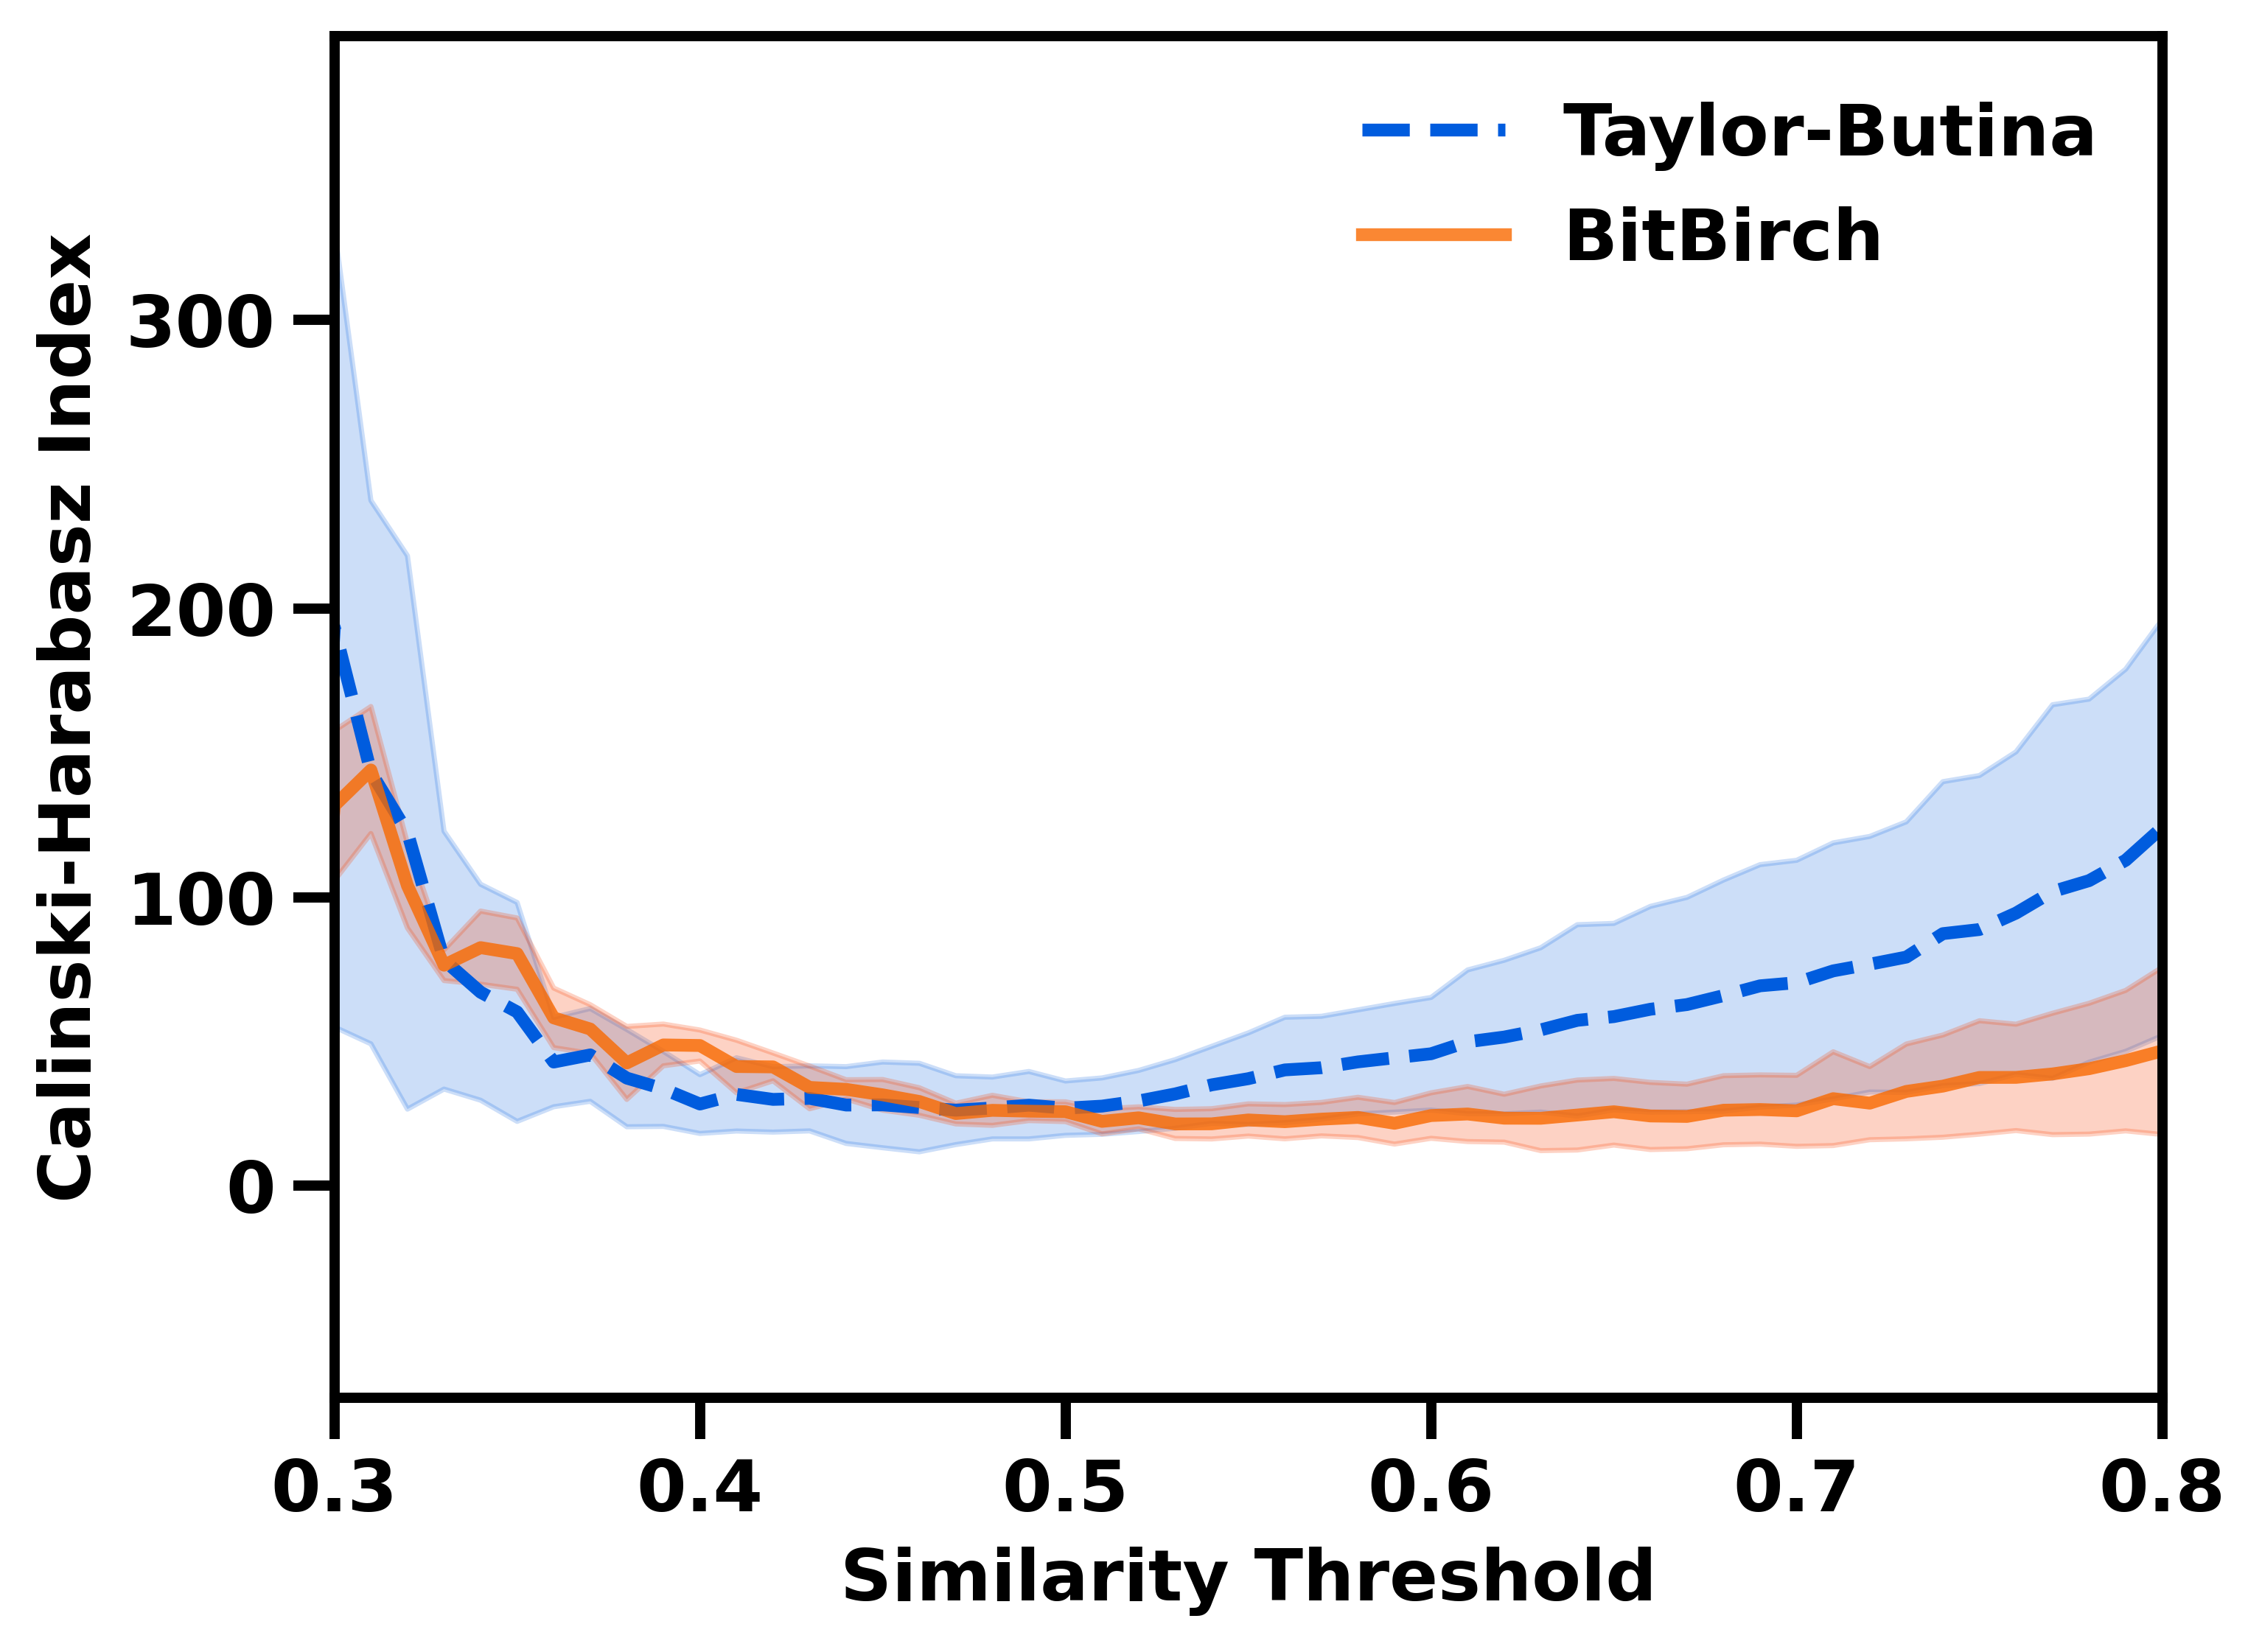 Taylor-Butina
BitBirch
Calinski-Harabasz Index
300
200
100
0
0.3 0.4 0.5 0.6 0.7 0.8
Similarity Threshold